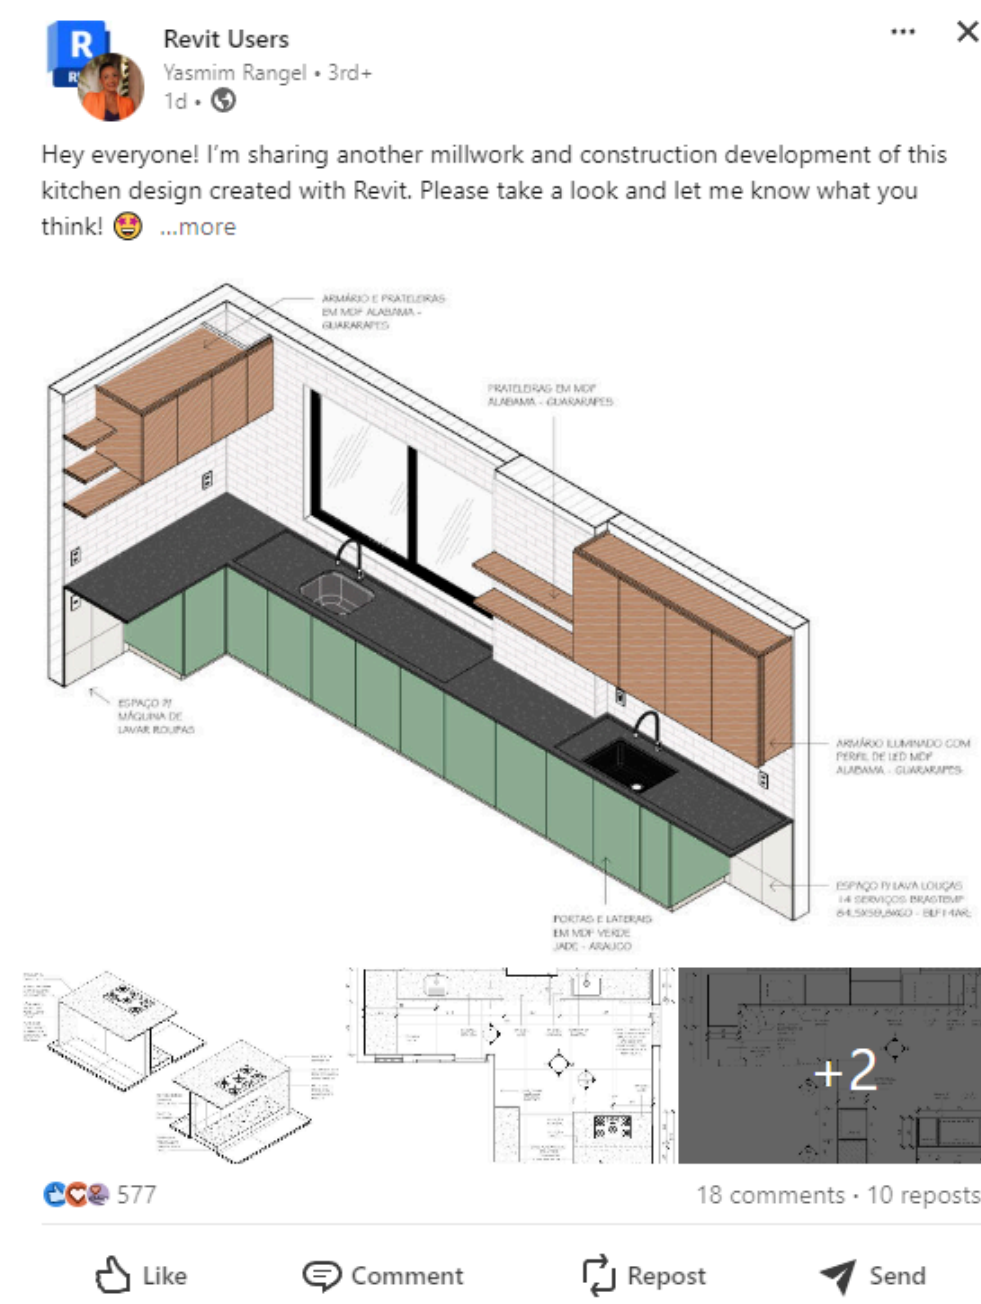 R
Revit Users
Yasmim Rangel • 3rd+
1d •
Hey everyone! I'm sharing another millwork and construction development of this
kitchen design created with Revit. Please take a look and let me know what you
think! 🤩 ...more
ARMÁRIO E PRATELEIRAS
EM MDF ALABAMA -
GUARARAPES
PRATELEIRAS EM MDF
ALABAMA - GUARARAPES
ESPAÇO P/
MÁQUINA DE
LAVAR ROUPAS
ARMÁRIO ILUMINADO COM
PERFIL DE LED MDF
ALABAMA - GUARARAPES
ESPAÇO P/ LAVA LOUÇAS
14 SERVIÇOS BRASTEMP
PORTAS E LATERAIS
EM MDF VERDE
JADE - ARAUCO
+2
577
18 comments • 10 reposts
Like
Comment
Repost
Send